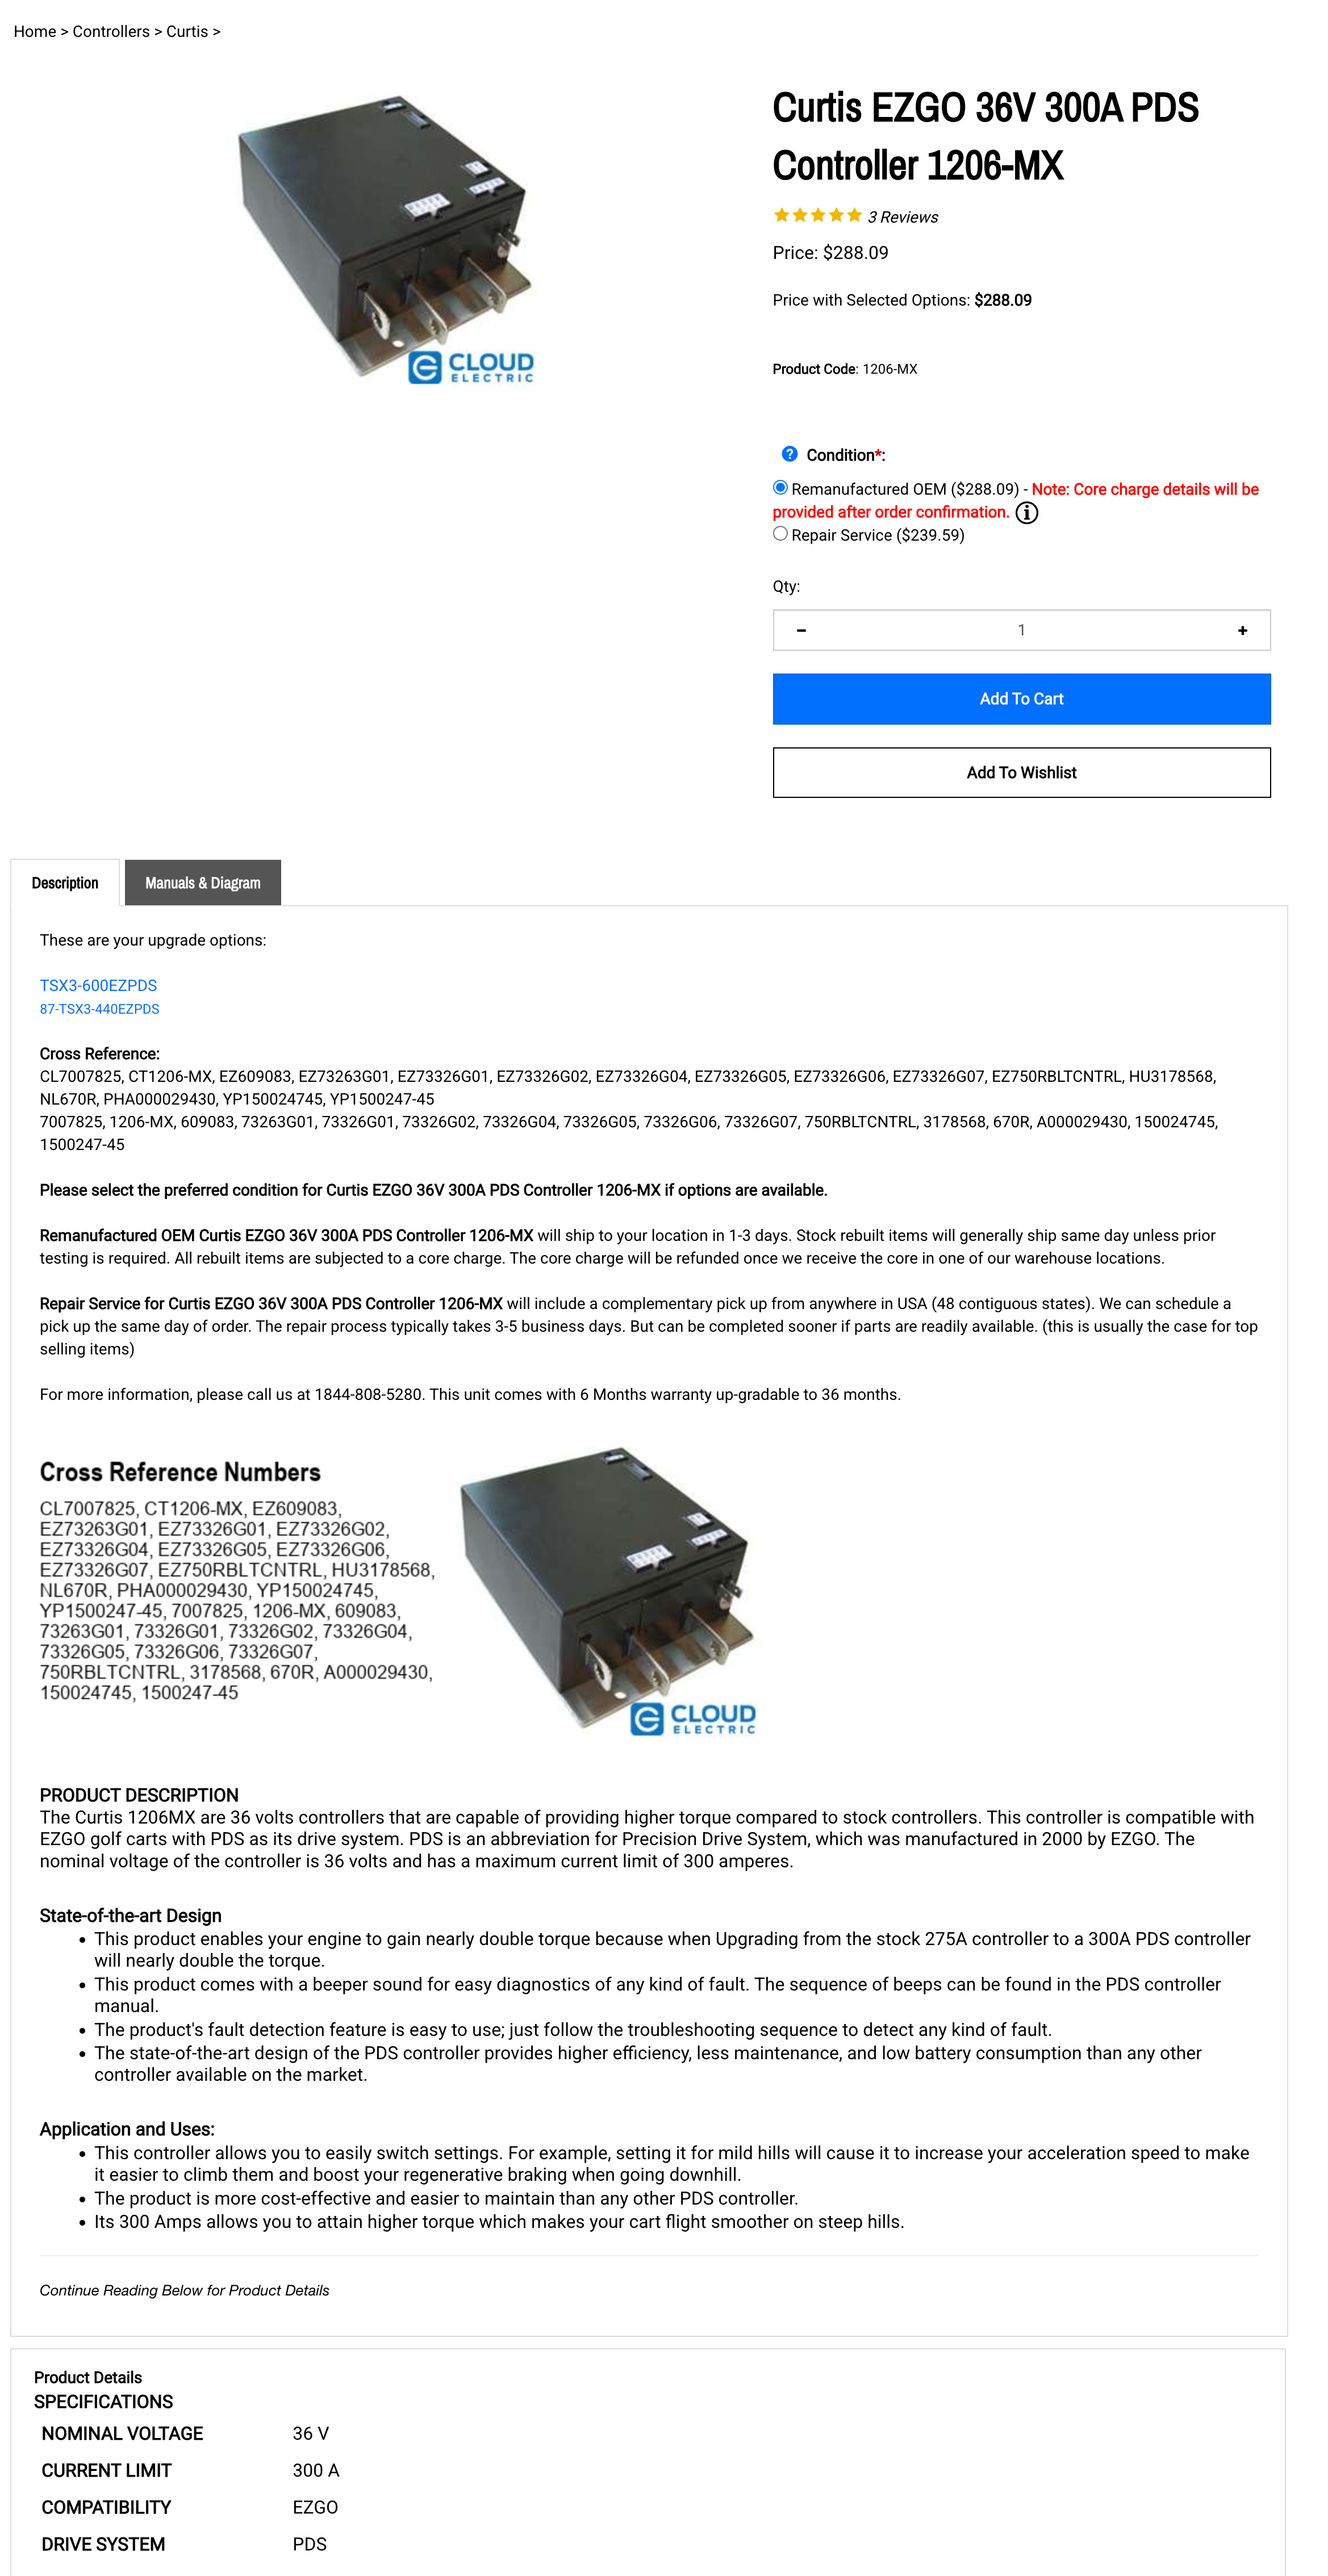 Home > Controllers > Curtis >
CLOUD
ELECTRIC
Curtis EZGO 36V 300A PDS
Controller 1206-MX
3 Reviews
Price: $288.09
Price with Selected Options: $288.09
Product Code: 1206-MX
? Condition*:
Remanufactured OEM ($288.09) - Note: Core charge details will be
provided after order confirmation.
Repair Service ($239.59)
Qty:
− 1 +
Add To Cart
Add To Wishlist
Description Manuals & Diagram
These are your upgrade options:
TSX3-600EZPDS
87-TSX3-440EZPDS
Cross Reference:
CL7007825, CT1206-MX, EZ609083, EZ73263G01, EZ73326G01, EZ73326G02, EZ73326G04, EZ73326G05, EZ73326G06, EZ73326G07, EZ750RBLTCNTRL, HU3178568,
NL670R, PHA000029430, YP150024745, YP1500247-45
7007825, 1206-MX, 609083, 73263G01, 73326G01, 73326G02, 73326G04, 73326G05, 73326G06, 73326G07, 750RBLTCNTRL, 3178568, 670R, A000029430, 150024745,
1500247-45
Please select the preferred condition for Curtis EZGO 36V 300A PDS Controller 1206-MX if options are available.
Remanufactured OEM Curtis EZGO 36V 300A PDS Controller 1206-MX will ship to your location in 1-3 days. Stock rebuilt items will generally ship same day unless prior
testing is required. All rebuilt items are subjected to a core charge. The core charge will be refunded once we receive the core in one of our warehouse locations.
Repair Service for Curtis EZGO 36V 300A PDS Controller 1206-MX will include a complementary pick up from anywhere in USA (48 contiguous states). We can schedule a
pick up the same day of order. The repair process typically takes 3-5 business days. But can be completed sooner if parts are readily available. (this is usually the case for top
selling items)
For more information, please call us at 1844-808-5280. This unit comes with 6 Months warranty up-gradable to 36 months.
Cross Reference Numbers
CL7007825, CT1206-MX, EZ609083,
EZ73263G01, EZ73326G01, EZ73326G02,
EZ73326G04, EZ73326G05, EZ73326G06,
EZ73326G07, EZ750RBLTCNTRL, HU3178568,
NL670R, PHA000029430, YP150024745,
YP1500247-45, 7007825, 1206-MX, 609083,
73263G01, 73326G01, 73326G02, 73326G04,
73326G05, 73326G06, 73326G07,
750RBLTCNTRL, 3178568, 670R, A000029430,
150024745, 1500247-45
CLOUD
ELECTRIC
PRODUCT DESCRIPTION
The Curtis 1206MX are 36 volts controllers that are capable of providing higher torque compared to stock controllers. This controller is compatible with
EZGO golf carts with PDS as its drive system. PDS is an abbreviation for Precision Drive System, which was manufactured in 2000 by EZGO. The
nominal voltage of the controller is 36 volts and has a maximum current limit of 300 amperes.
State-of-the-art Design
• This product enables your engine to gain nearly double torque because when Upgrading from the stock 275A controller to a 300A PDS controller
will nearly double the torque.
• This product comes with a beeper sound for easy diagnostics of any kind of fault. The sequence of beeps can be found in the PDS controller
manual.
• The product's fault detection feature is easy to use; just follow the troubleshooting sequence to detect any kind of fault.
• The state-of-the-art design of the PDS controller provides higher efficiency, less maintenance, and low battery consumption than any other
controller available on the market.
Application and Uses:
• This controller allows you to easily switch settings. For example, setting it for mild hills will cause it to increase your acceleration speed to make
it easier to climb them and boost your regenerative braking when going downhill.
• The product is more cost-effective and easier to maintain than any other PDS controller.
• Its 300 Amps allows you to attain higher torque which makes your cart flight smoother on steep hills.
Continue Reading Below for Product Details
Product Details
SPECIFICATIONS
NOMINAL VOLTAGE 36 V
CURRENT LIMIT 300 A
COMPATIBILITY EZGO
DRIVE SYSTEM PDS